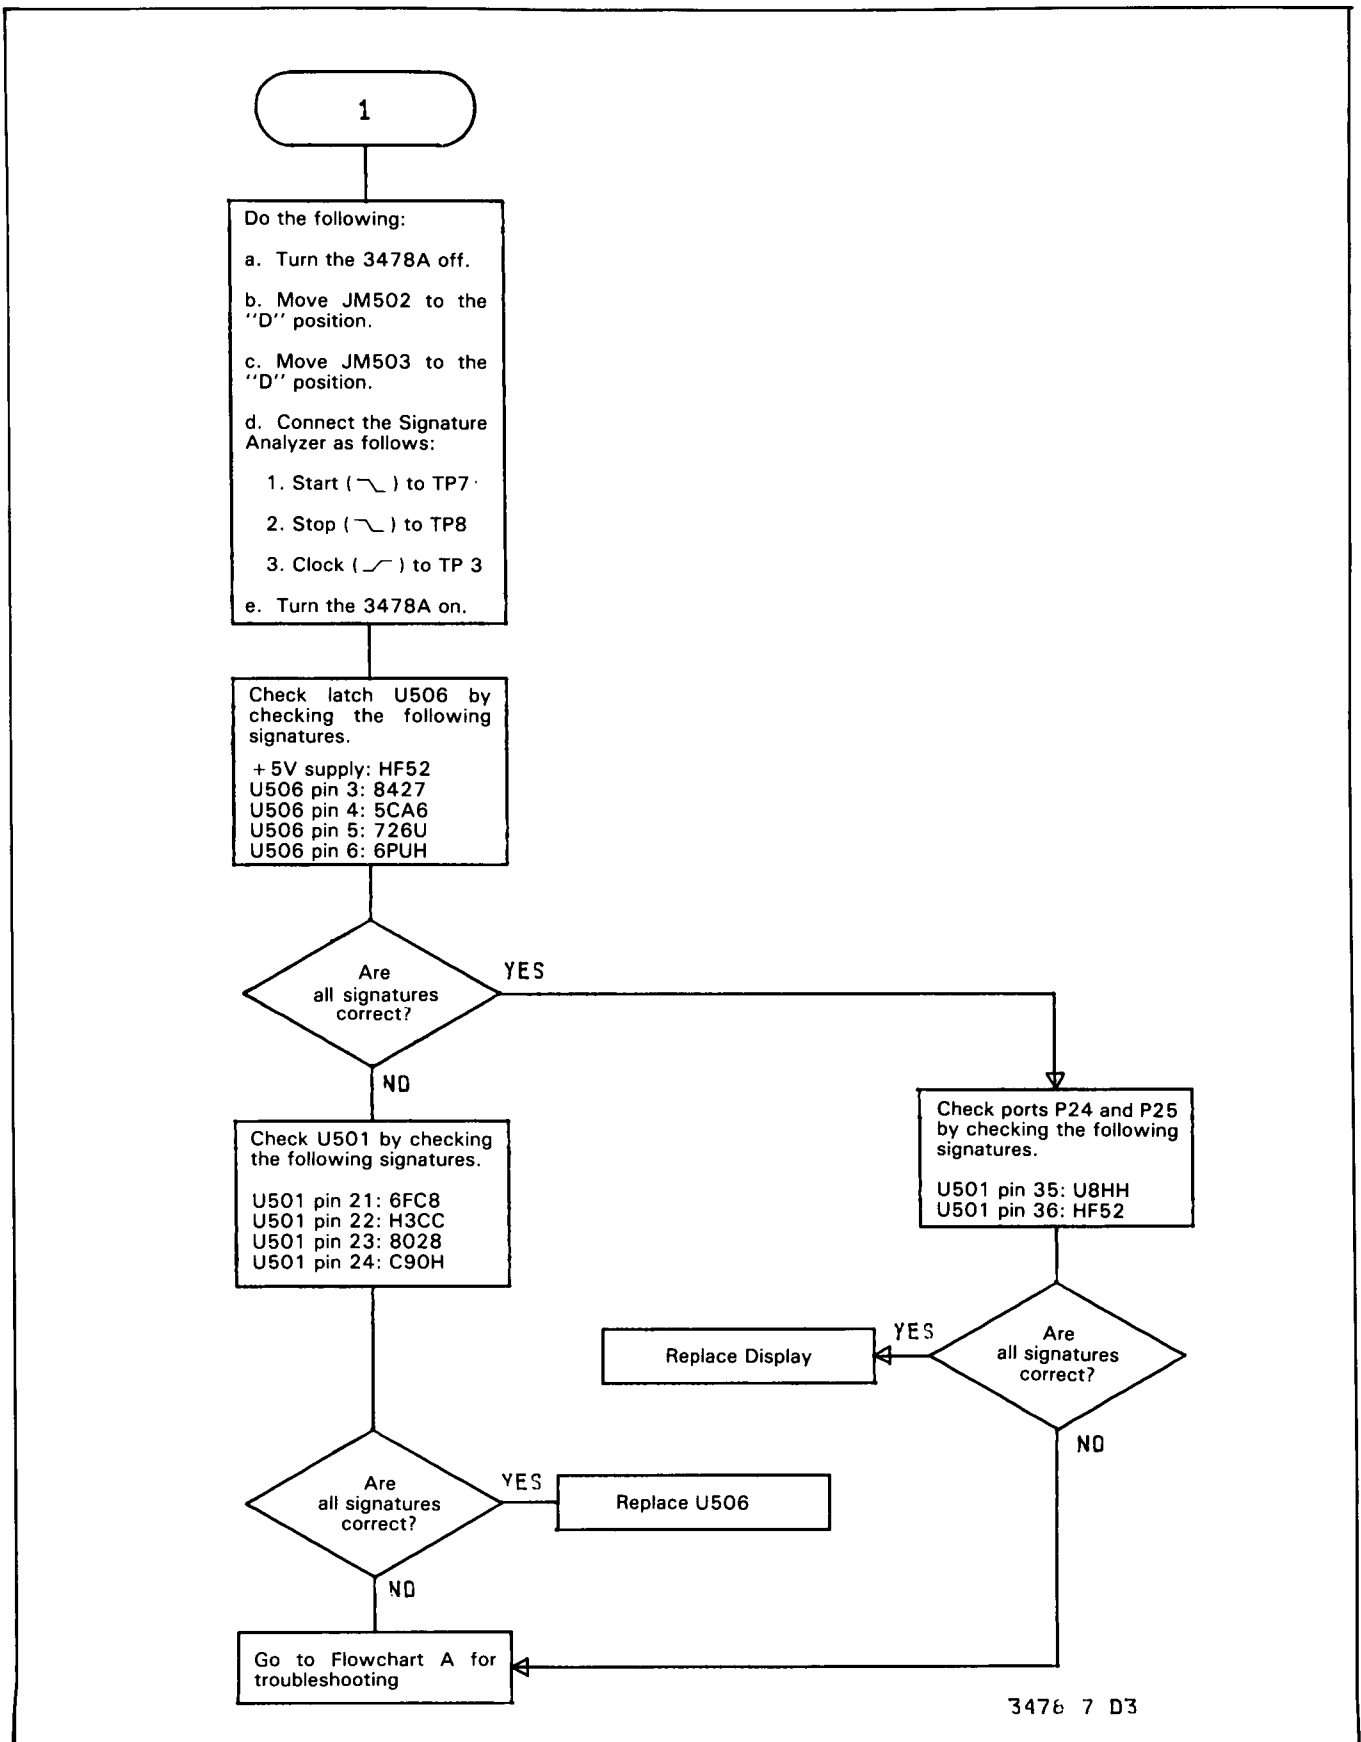 1
Do the following:
a. Turn the 3478A off.
b. Move JM502 to the
"D" position.
c. Move JM503 to the
"D" position.
d. Connect the Signature
Analyzer as follows:
1. Start ( ) to TP7
2. Stop ( ) to TP8
3. Clock ( ) to TP 3
e. Turn the 3478A on.
Check latch U506 by
checking the following
signatures.
+5V supply: HF52
U506 pin 3: 8427
U506 pin 4: 5CA6
U506 pin 5: 726U
U506 pin 6: 6PUH
Are
all signatures
correct?
YES
NO
Check U501 by checking
the following signatures.
U501 pin 21: 6FC8
U501 pin 22: H3CC
U501 pin 23: 8028
U501 pin 24: C90H
Check ports P24 and P25
by checking the following
signatures.
U501 pin 35: U8HH
U501 pin 36: HF52
Are
all signatures
correct?
YES
Replace Display
NO
Are
all signatures
correct?
YES
Replace U506
NO
Go to Flowchart A for
troubleshooting
3478 7 D3